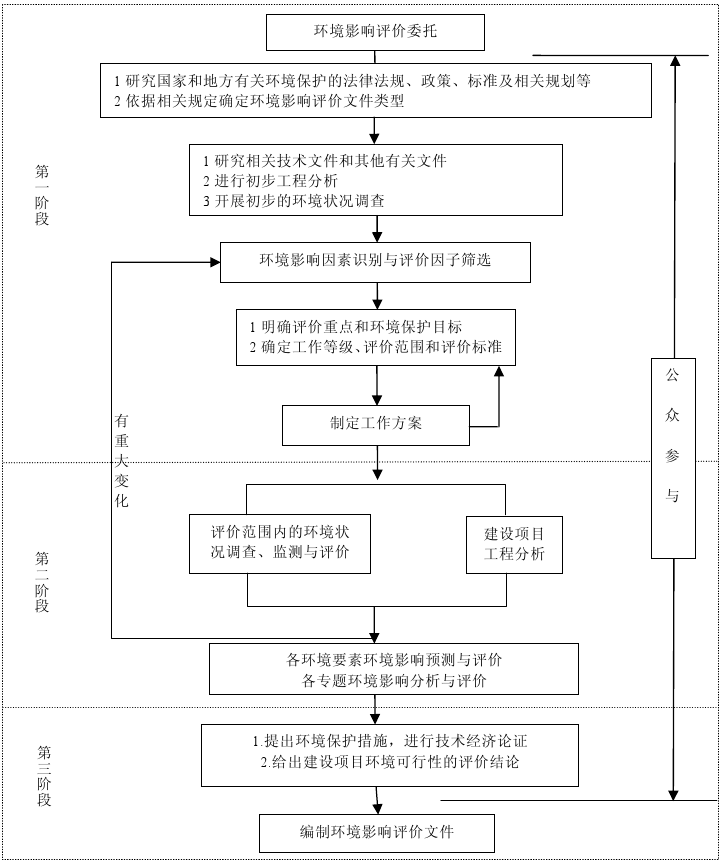 环境影响评价委托
1 研究国家和地方有关环境保护的法律法规、政策、标准及相关规划等
2 依据相关规定确定环境影响评价文件类型
1 研究相关技术文件和其他有关文件
2 进行初步工程分析
3 开展初步的环境状况调查
第一阶段
环境影响因素识别与评价因子筛选
1 明确评价重点和环境保护目标
2 确定工作等级、评价范围和评价标准
制定工作方案
公众参与
有重大变化
评价范围内的环境状
况调查、监测与评价
建设项目
工程分析
第二阶段
各环境要素环境影响预测与评价
各专题环境影响分析与评价
1.提出环境保护措施，进行技术经济论证
2.给出建设项目环境可行性的评价结论
第三阶段
编制环境影响评价文件